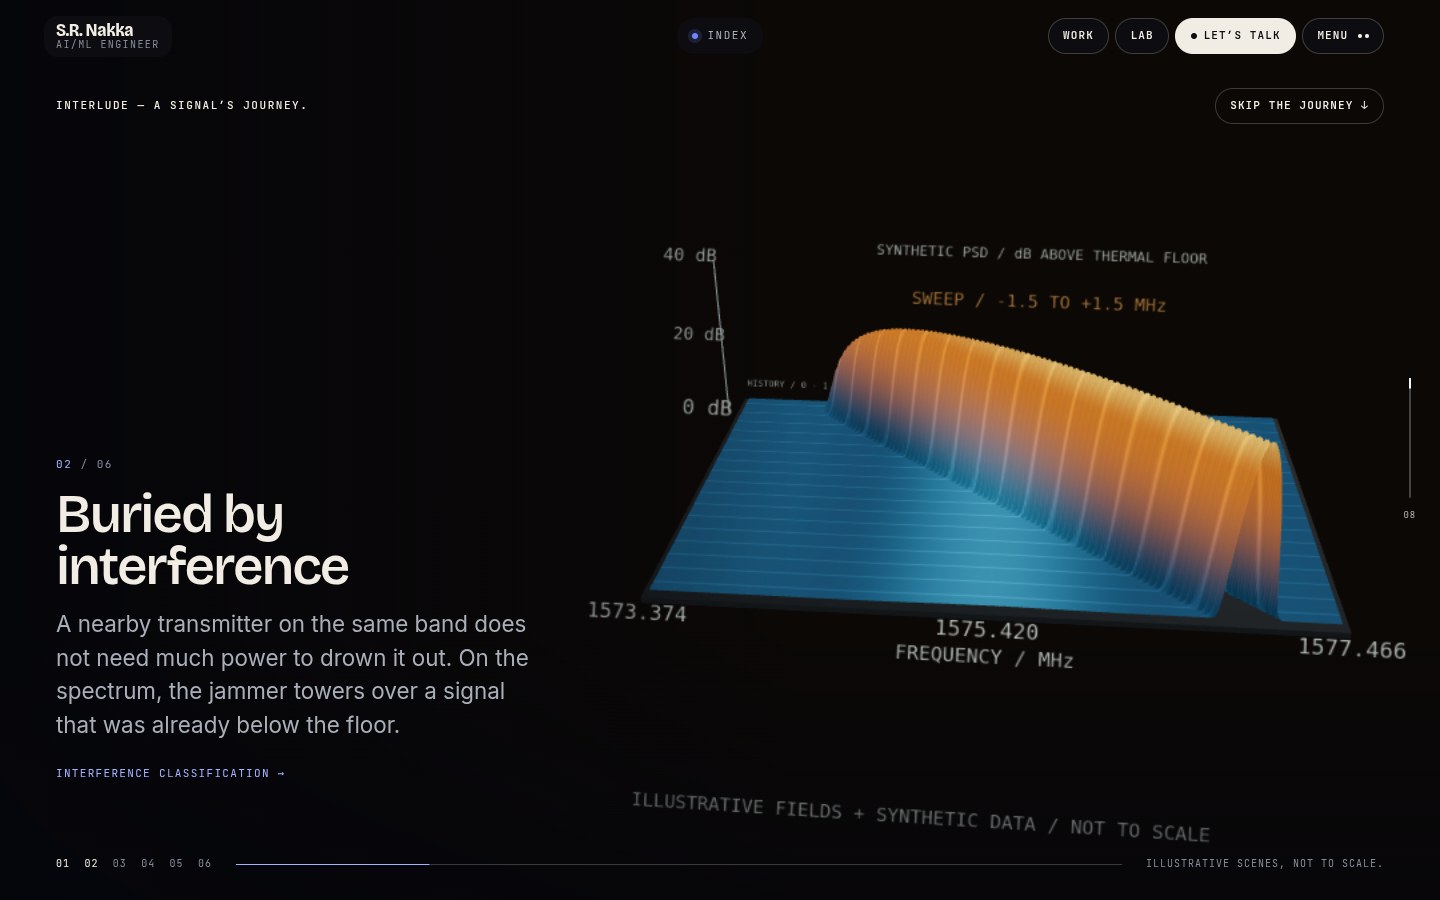 S.R. Nakka
AI/ML ENGINEER
INDEX
WORK
LAB
LET’S TALK
MENU
INTERLUDE — A SIGNAL’S JOURNEY.
SKIP THE JOURNEY ↓
40 dB
20 dB
0 dB
SYNTHETIC PSD / dB ABOVE THERMAL FLOOR
SWEEP / -1.5 TO +1.5 MHz
HISTORY / 0 - 1
1573.374
1575.420
1577.466
FREQUENCY / MHz
08
02 / 06
Buried by
interference
A nearby transmitter on the same band does
not need much power to drown it out. On the
spectrum, the jammer towers over a signal
that was already below the floor.
INTERFERENCE CLASSIFICATION →
ILLUSTRATIVE FIELDS + SYNTHETIC DATA / NOT TO SCALE
01 02 03 04 05 06
ILLUSTRATIVE SCENES, NOT TO SCALE.